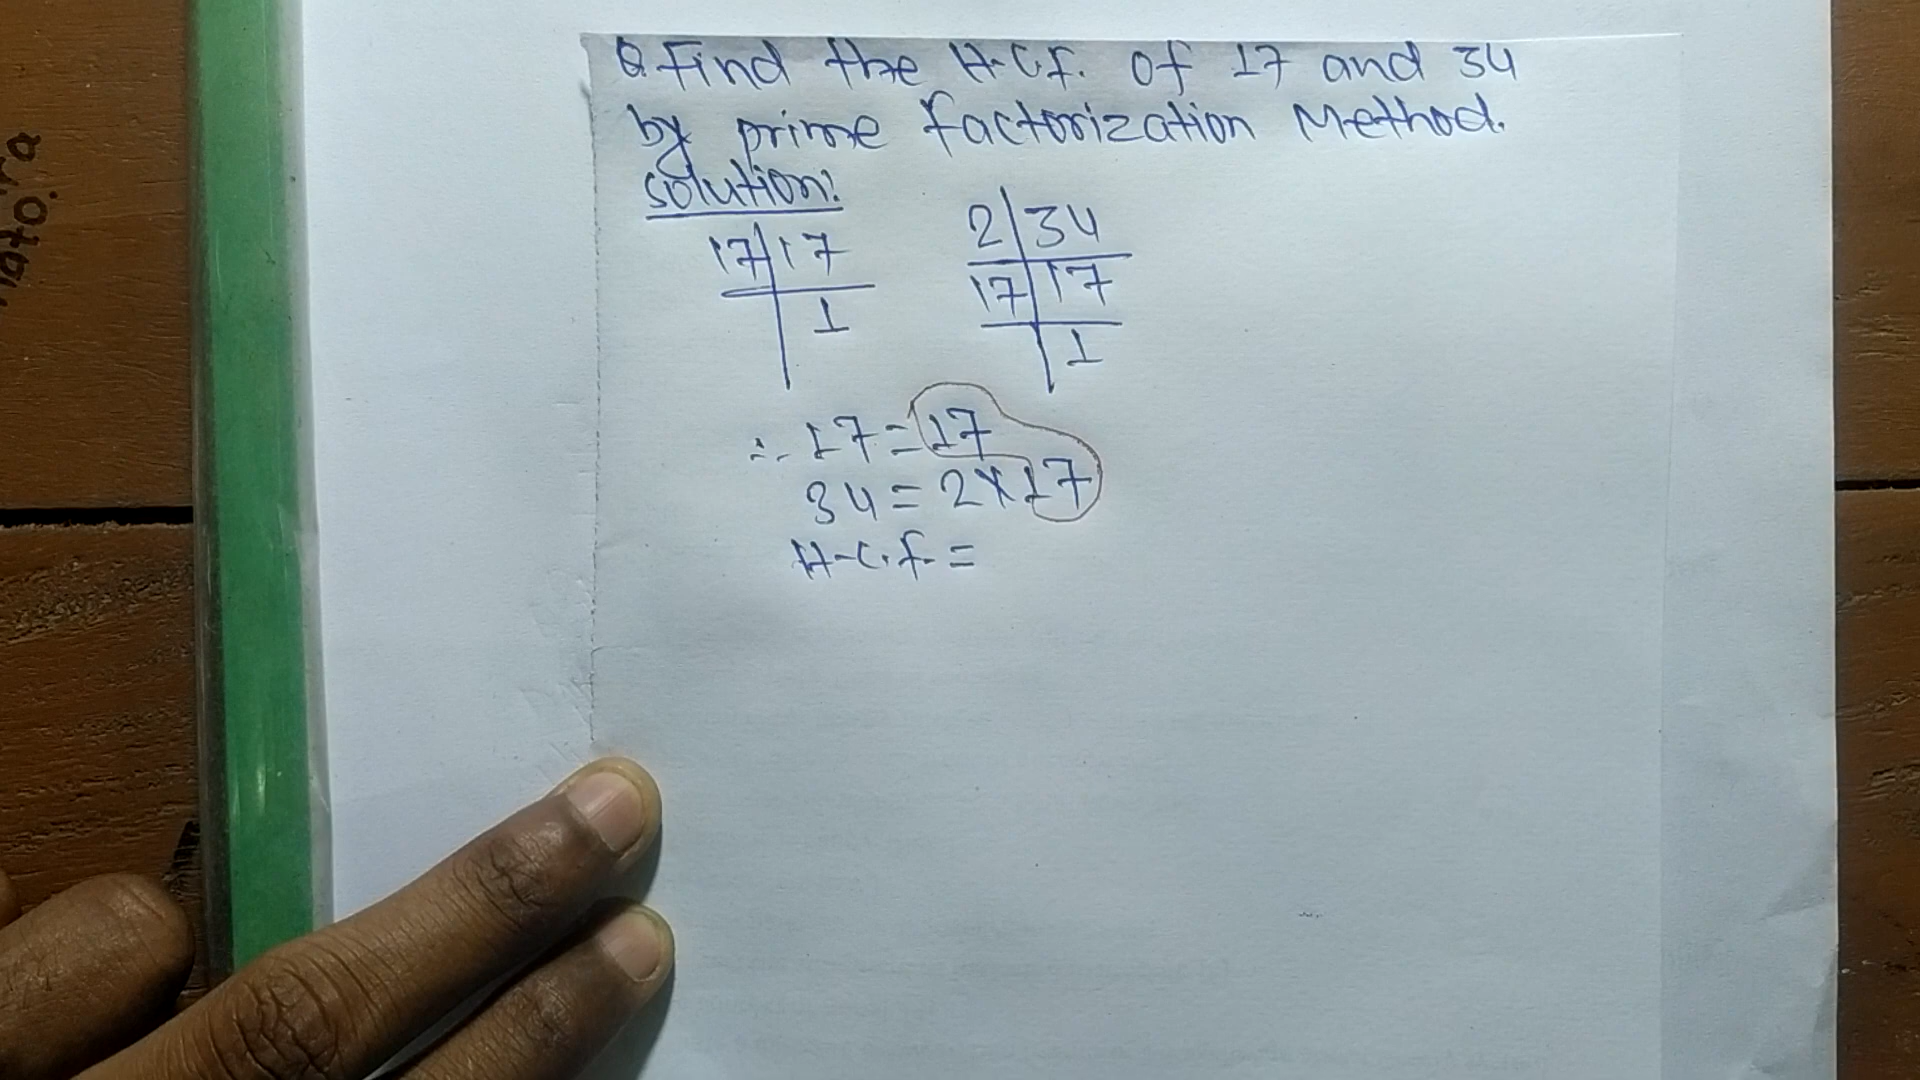 Q Find the H.C.F. of 17 and 34
by prime factorization Method.
Solution:
17 | 17
1
2 | 34
17 | 17
1
∴ 17 = 17
34 = 2×17
H.C.F. =